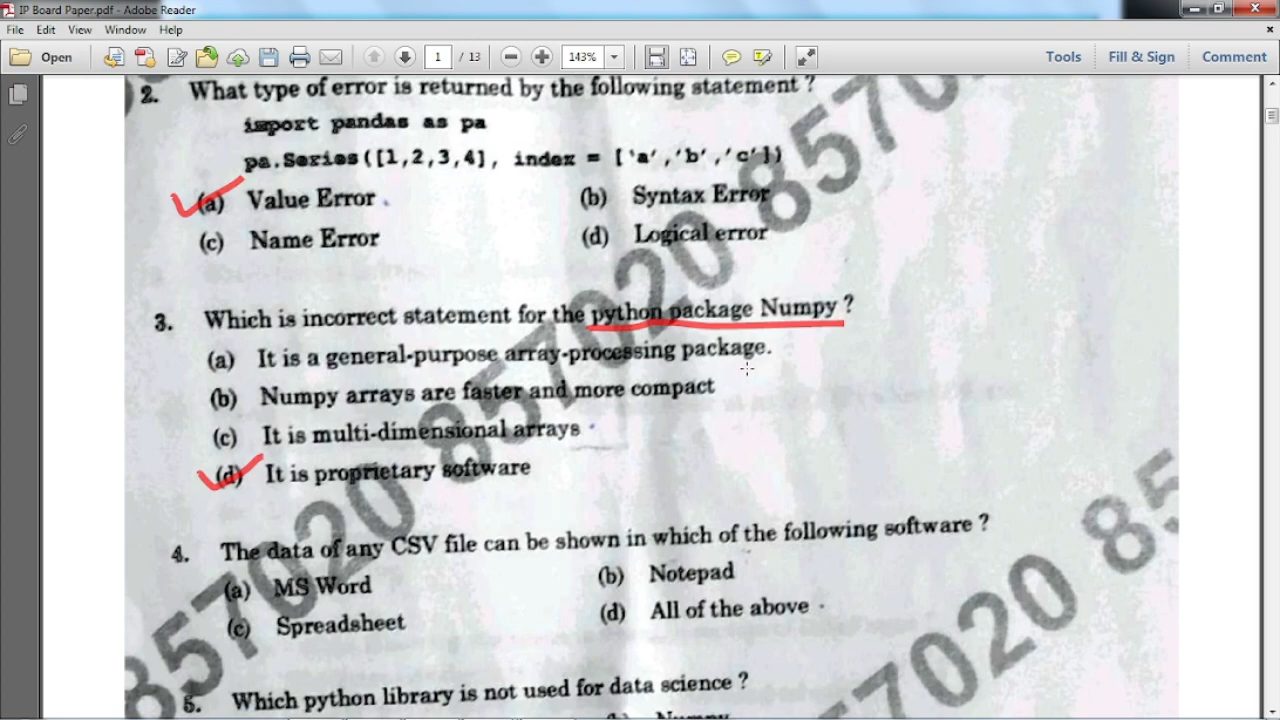 IP Board Paper.pdf - Adobe Reader
File Edit View Window Help
Open 1 / 13 143% Tools Fill & Sign Comment
2. What type of error is returned by the following statement ?
import pandas as pa
pa.Series([1,2,3,4], index = ['a','b','c'])
(a) Value Error (b) Syntax Error
(c) Name Error (d) Logical error
3. Which is incorrect statement for the python package Numpy ?
(a) It is a general-purpose array-processing package.
(b) Numpy arrays are faster and more compact
(c) It is multi-dimensional arrays
(d) It is proprietary software
4. The data of any CSV file can be shown in which of the following software ?
(a) MS Word (b) Notepad
(c) Spreadsheet (d) All of the above
5. Which python library is not used for data science ?
857020 857020 857020
857020 85